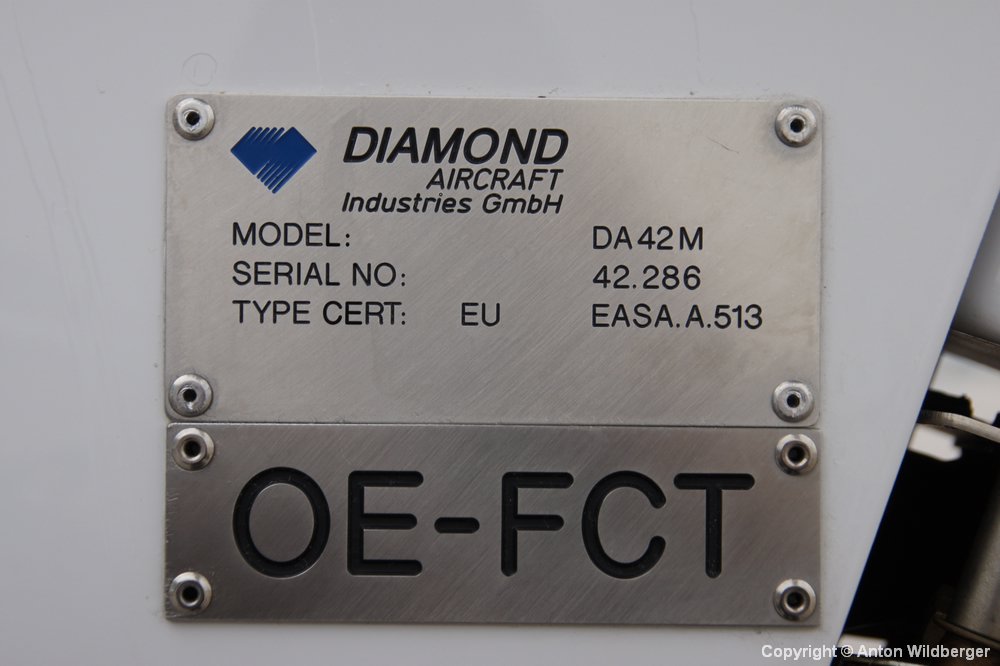 DIAMOND
AIRCRAFT
Industries GmbH
MODEL: DA42M
SERIAL NO: 42.286
TYPE CERT: EU EASA.A.513
OE-FCT
Copyright © Anton Wildberger